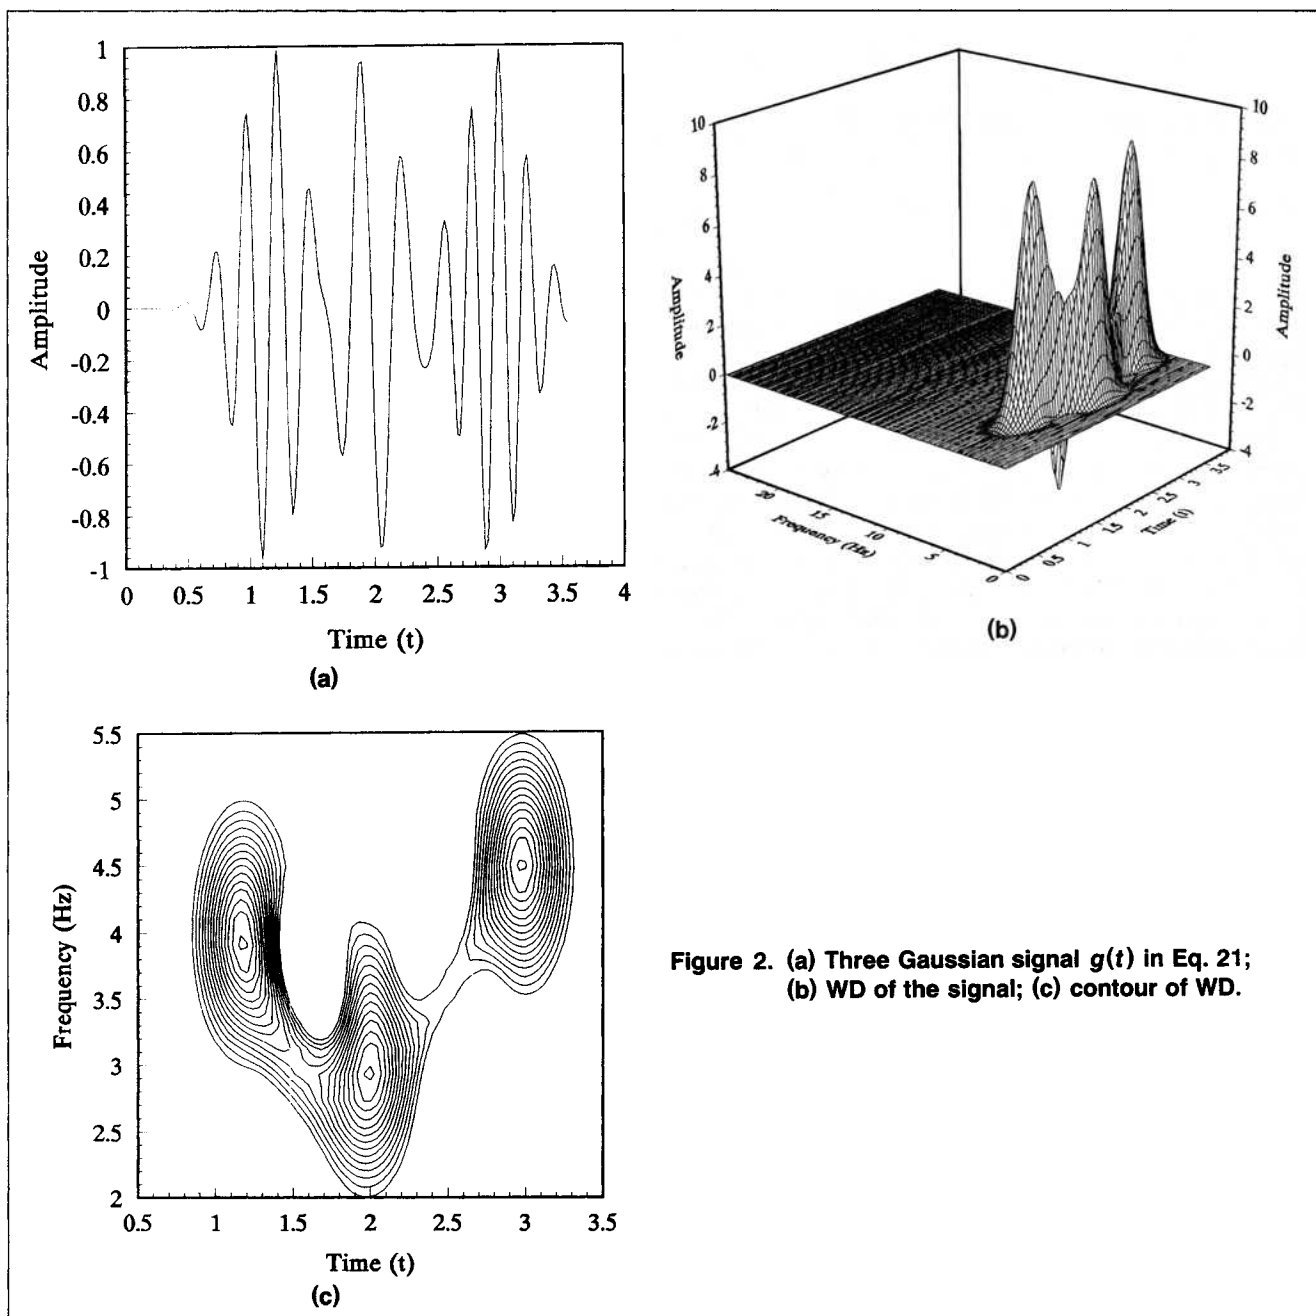 1
0.8
0.6
0.4
0.2
0
-0.2
-0.4
-0.6
-0.8
-1
Amplitude
0 0.5 1 1.5 2 2.5 3 3.5 4
Time (t)
(a)
10
8
6
4
2
0
-2
-4
Amplitude
10
8
6
4
2
0
-2
-4
Amplitude
20 15 10 5 0
Frequency (Hz)
0 0.5 1 1.5 2 2.5 3 3.5
Time (t)
(b)
5.5
5
4.5
4
3.5
3
2.5
2
Frequency (Hz)
0.5 1 1.5 2 2.5 3 3.5
Time (t)
(c)
Figure 2. (a) Three Gaussian signal g(t) in Eq. 21;
(b) WD of the signal; (c) contour of WD.